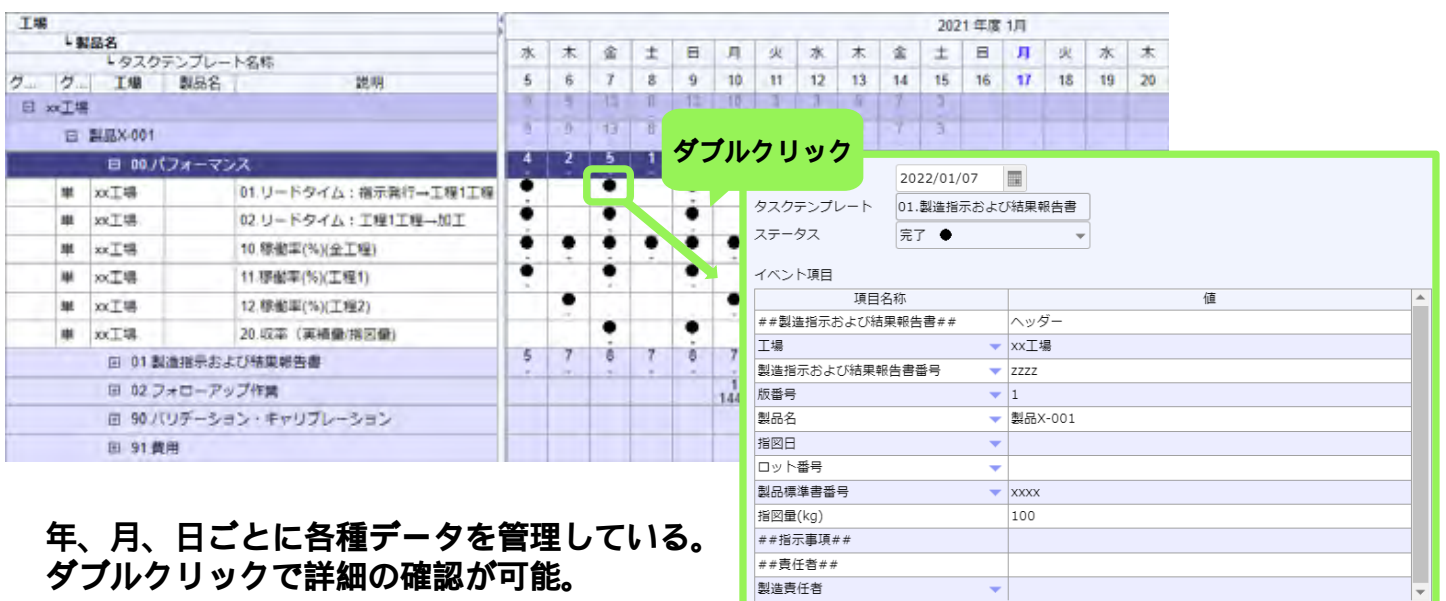 工場
└製品名
└タスクテンプレート名称
グ... グ... 工場 製品名 説明
2021 年度 1月
水 木 金 土 日 月 火 水 木 金 土 日 月 火 水 木
5 6 7 8 9 10 11 12 13 14 15 16 17 18 19 20
xx工場
製品X-001
00.パフォーマンス
4 2 5 1
単 xx工場 01.リードタイム：指示発行→工程1工程
単 xx工場 02.リードタイム：工程1工程→加工
単 xx工場 10.稼働率(%)(全工程)
単 xx工場 11.稼働率(%)(工程1)
単 xx工場 12.稼働率(%)(工程2)
単 xx工場 20.収率（実績量/指図量）
01.製造指示および結果報告書
5 7 6 7 6 7
02.フォローアップ作業
1
144
90.バリデーション・キャリブレーション
91.費用
ダブルクリック
2022/01/07
タスクテンプレート 01.製造指示および結果報告書
ステータス 完了 ●
イベント項目
項目名称 値
##製造指示および結果報告書## ヘッダー
工場 xx工場
製造指示および結果報告書番号 zzzz
版番号 1
製品名 製品X-001
指図日
ロット番号
製品標準書番号 xxxx
指図量(kg) 100
##指示事項##
##責任者##
製造責任者
年、月、日ごとに各種データを管理している。
ダブルクリックで詳細の確認が可能。